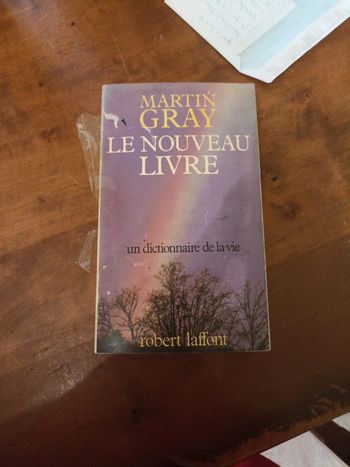 MARTIN
GRAY
LE NOUVEAU
LIVRE
un dictionnaire de la vie
robert laffont